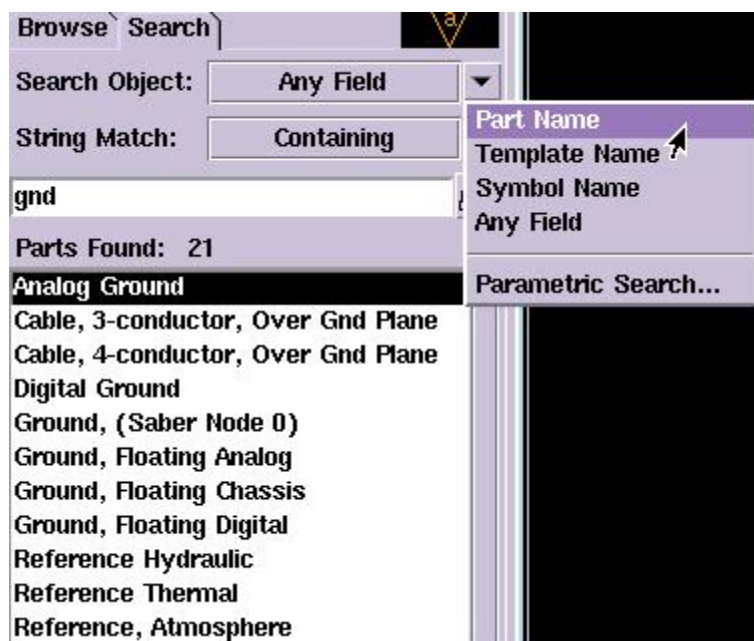 Browse Search
a
Search Object: Any Field
Part Name
String Match: Containing
Template Name
Symbol Name
gnd
Any Field
Parts Found: 21
Parametric Search...
Analog Ground
Cable, 3-conductor, Over Gnd Plane
Cable, 4-conductor, Over Gnd Plane
Digital Ground
Ground, (Saber Node 0)
Ground, Floating Analog
Ground, Floating Chassis
Ground, Floating Digital
Reference Hydraulic
Reference Thermal
Reference, Atmosphere